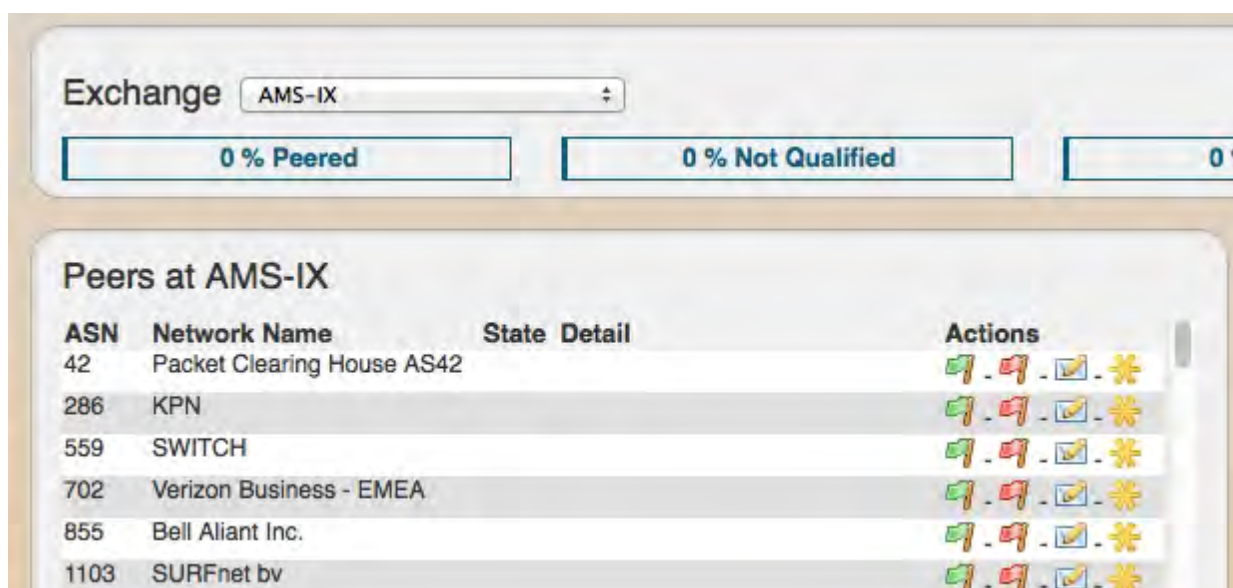 Exchange AMS-IX
0 % Peered 0 % Not Qualified 0
Peers at AMS-IX
ASN Network Name State Detail Actions
42 Packet Clearing House AS42
286 KPN
559 SWITCH
702 Verizon Business - EMEA
855 Bell Aliant Inc.
1103 SURFnet bv